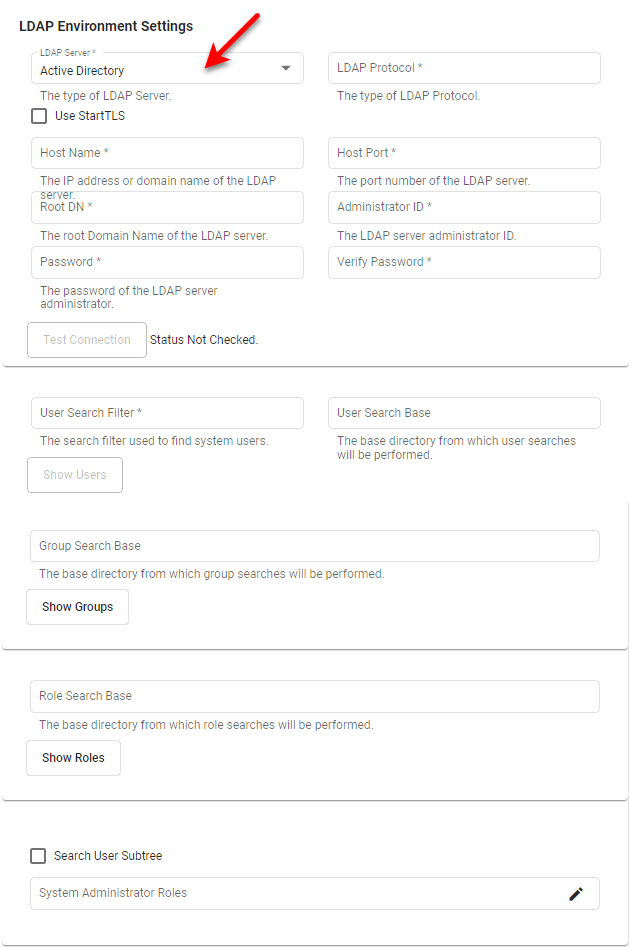 LDAP Environment Settings
LDAP Server *
Active Directory
LDAP Protocol *
The type of LDAP Server.
The type of LDAP Protocol.
Use StartTLS
Host Name *
Host Port *
The IP address or domain name of the LDAP
server.
The port number of the LDAP server.
Root DN *
Administrator ID *
The root Domain Name of the LDAP server.
The LDAP server administrator ID.
Password *
Verify Password *
The password of the LDAP server
administrator.
Test Connection
Status Not Checked.
User Search Filter *
User Search Base
The search filter used to find system users.
The base directory from which user searches
will be performed.
Show Users
Group Search Base
The base directory from which group searches will be performed.
Show Groups
Role Search Base
The base directory from which role searches will be performed.
Show Roles
Search User Subtree
System Administrator Roles